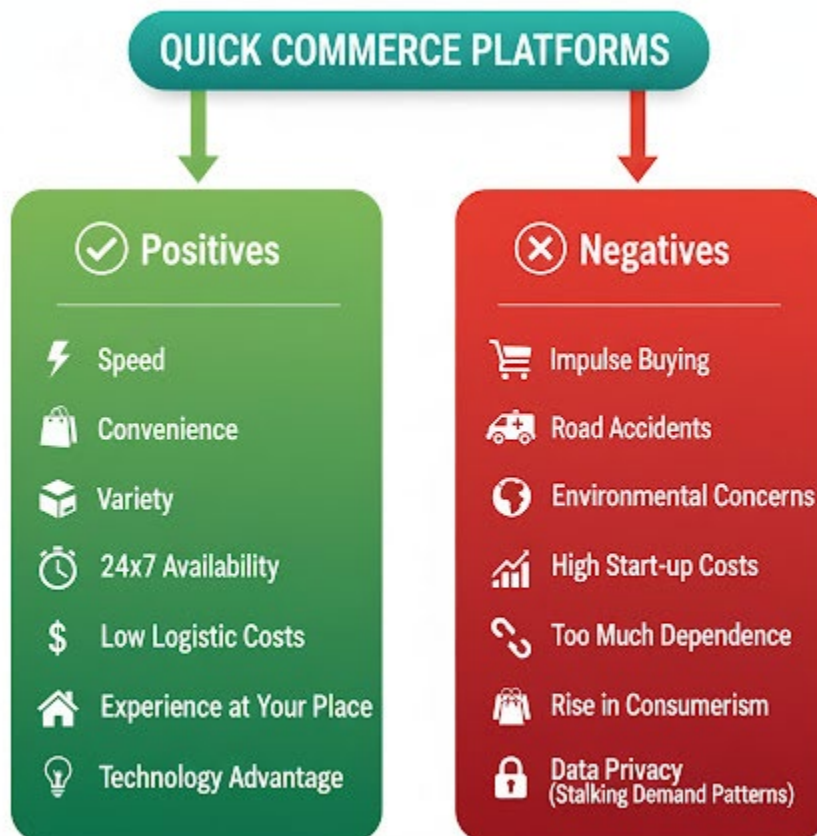 QUICK COMMERCE PLATFORMS
Positives
Speed
Convenience
Variety
24x7 Availability
$ Low Logistic Costs
Experience at Your Place
Technology Advantage
Negatives
Impulse Buying
Road Accidents
Environmental Concerns
High Start-up Costs
Too Much Dependence
Rise in Consumerism
Data Privacy
(Stalking Demand Patterns)